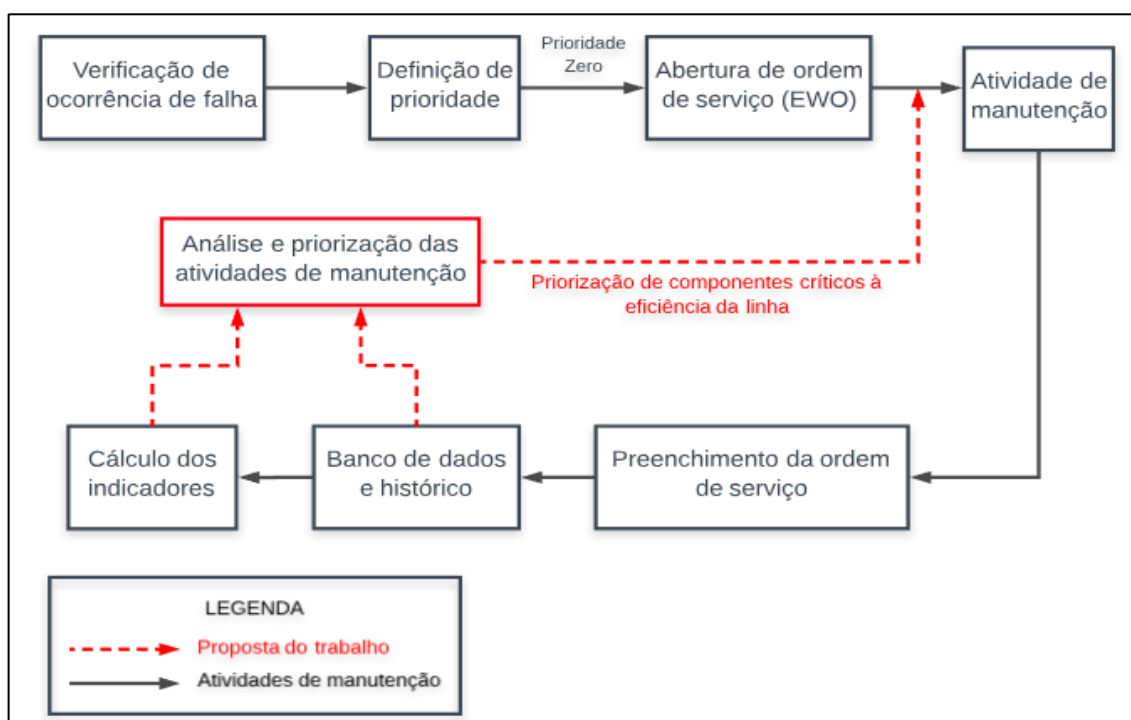 Verificação de
ocorrência de falha
Definição de
prioridade
Prioridade
Zero
Abertura de ordem
de serviço (EWO)
Atividade de
manutenção
Análise e priorização das
atividades de manutenção
Priorização de componentes críticos à
eficiência da linha
Cálculo dos
indicadores
Banco de dados
e histórico
Preenchimento da ordem
de serviço
LEGENDA
Proposta do trabalho
Atividades de manutenção